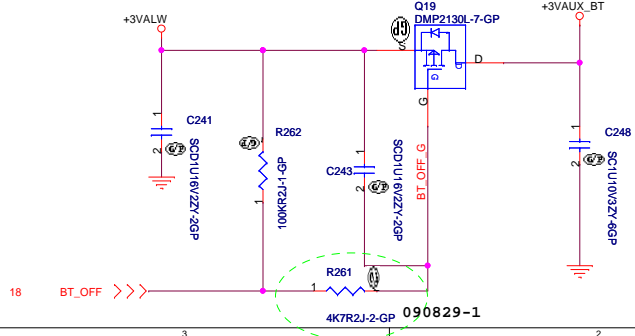 +3VALW
Q19
DMP2130L-7-GP
+3VAUX_BT
G/P
S
D
D
G
G
1
C241
2
G/P
SCD1U16V2ZY-2GP
2
R262
1
100KR2J-1-GP
1
C243
2
G/P
SCD1U16V2ZY-2GP
BT_OFF_G
1
C248
2
G/P
SC1U10V3ZY-6GP
18
BT_OFF
R261
1
4K7R2J-2-GP
090829-1
3
2